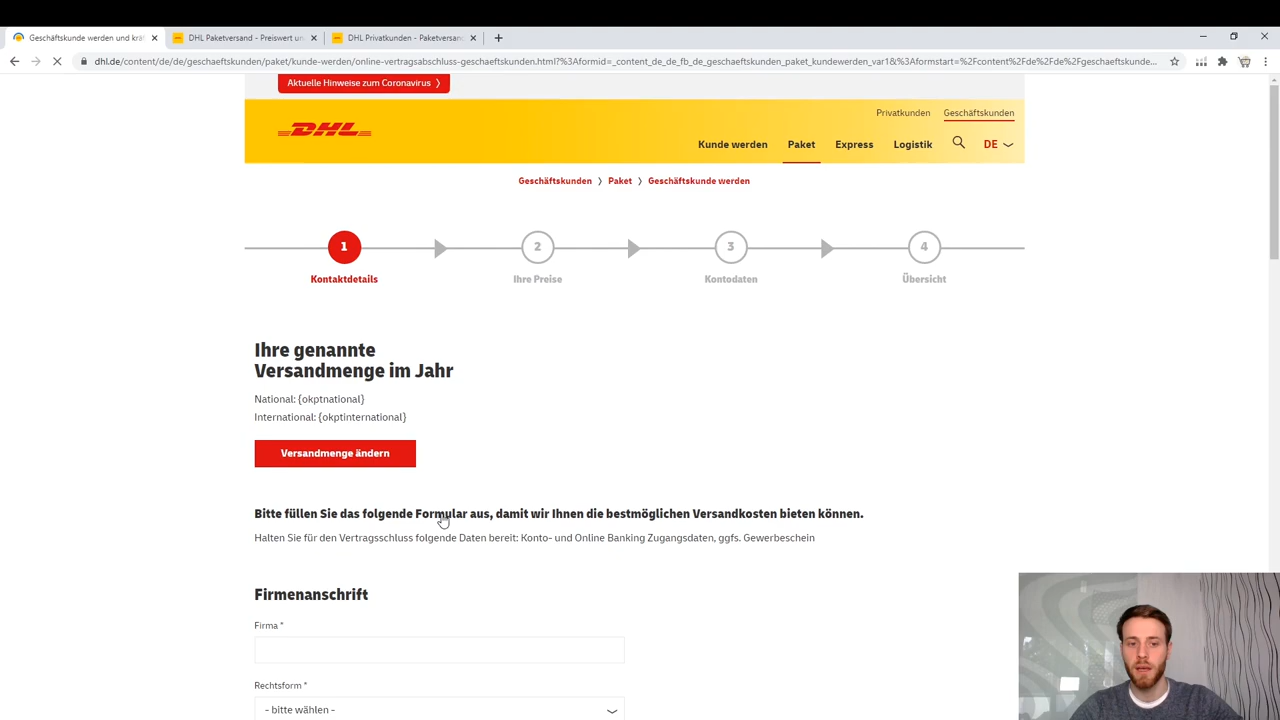 Geschäftskunde werden und krä
DHL Paketversand - Preiswert un
DHL Privatkunden - Paketversan
dhl.de/content/de/de/geschaeftskunden/paket/kunde-werden/online-vertragsabschluss-geschaeftskunden.html?%3Aformid=_content_de_de_fb_de_geschaeftskunden_paket_kundewerden_var1&%3Aformstart=%2Fcontent%2Fde%2Fde%2Fgeschaeftskunde...
Aktuelle Hinweise zum Coronavirus
Privatkunden Geschäftskunden
DHL
Kunde werden Paket Express Logistik DE
Geschäftskunden > Paket > Geschäftskunde werden
1 2 3 4
Kontaktdetails Ihre Preise Kontodaten Übersicht
Ihre genannte
Versandmenge im Jahr
National: {okptnational}
International: {okptinternational}
Versandmenge ändern
Bitte füllen Sie das folgende Formular aus, damit wir Ihnen die bestmöglichen Versandkosten bieten können.
Halten Sie für den Vertragsschluss folgende Daten bereit: Konto- und Online Banking Zugangsdaten, ggfs. Gewerbeschein
Firmenanschrift
Firma *
Rechtsform *
- bitte wählen -